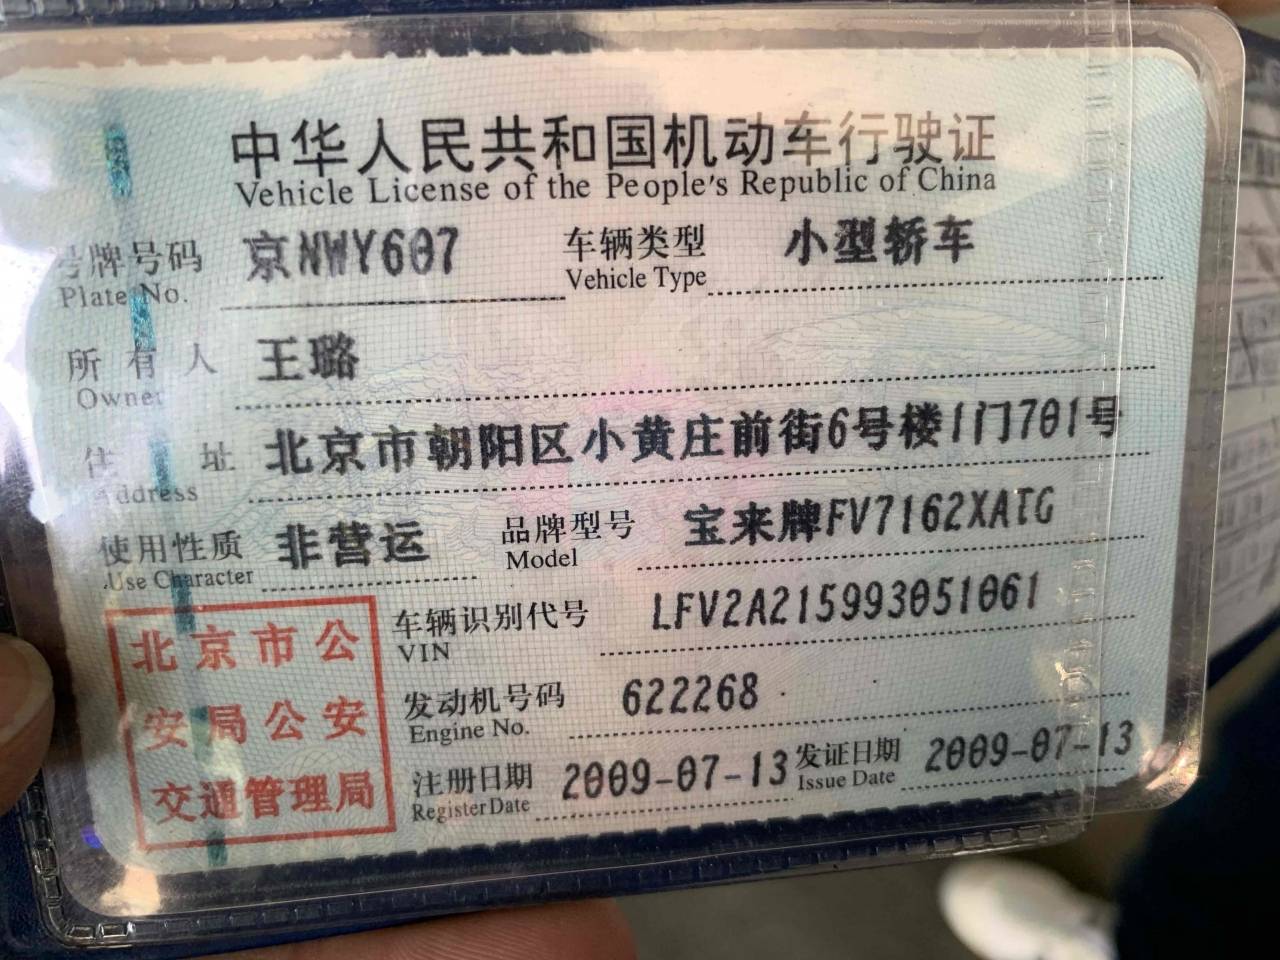 中华人民共和国机动车行驶证
Vehicle License of the People's Republic of China
号牌号码 京NWY607 车辆类型 小型轿车
Plate No. Vehicle Type
所有人 王璐
Owner
住址 北京市朝阳区小黄庄前街6号楼1门701号
Address
使用性质 非营运 品牌型号 宝来牌FV7162XATG
Use Character Model
车辆识别代号 LFV2A215993051061
VIN
发动机号码 622268
Engine No.
注册日期 2009-07-13 发证日期 2009-07-13
Register Date Issue Date
北京市公
安局公安
交通管理局